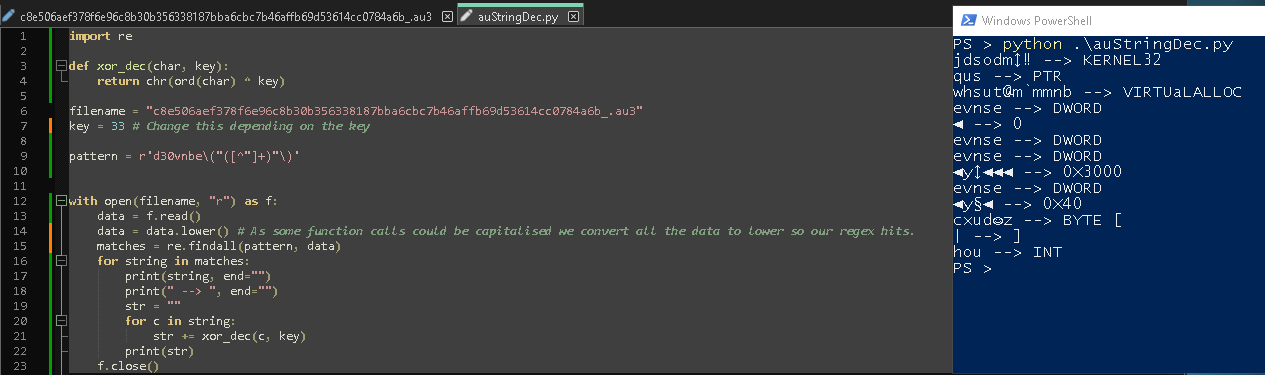 c8e506aef378f6e96c8b30b356338187bba6cbc7b46affb69d53614cc0784a6b_.au3
auStringDec.py
1 import re
2
3 def xor_dec(char, key):
4     return chr(ord(char) ^ key)
5
6 filename = "c8e506aef378f6e96c8b30b356338187bba6cbc7b46affb69d53614cc0784a6b_.au3"
7 key = 33 # Change this depending on the key
8
9 pattern = r'd30vnbe\("([^"]+)"\)'
10
11
12 with open(filename, "r") as f:
13     data = f.read()
14     data = data.lower() # As some function calls could be capitalised we convert all the data to lower so our regex hits.
15     matches = re.findall(pattern, data)
16     for string in matches:
17         print(string, end="")
18         print(" --> ", end="")
19         str = ""
20         for c in string:
21             str += xor_dec(c, key)
22         print(str)
23     f.close()
Windows PowerShell
PS > python .\auStringDec.py
jdsodm↕‼ --> KERNEL32
qus --> PTR
whsut@m`mmnb --> VIRTUaLALLOC
evnse --> DWORD
◄ --> 0
evnse --> DWORD
evnse --> DWORD
◄y↕◄◄◄ --> 0X3000
evnse --> DWORD
◄y§◄ --> 0X40
cxud☺z --> BYTE [
| --> ]
hou --> INT
PS >